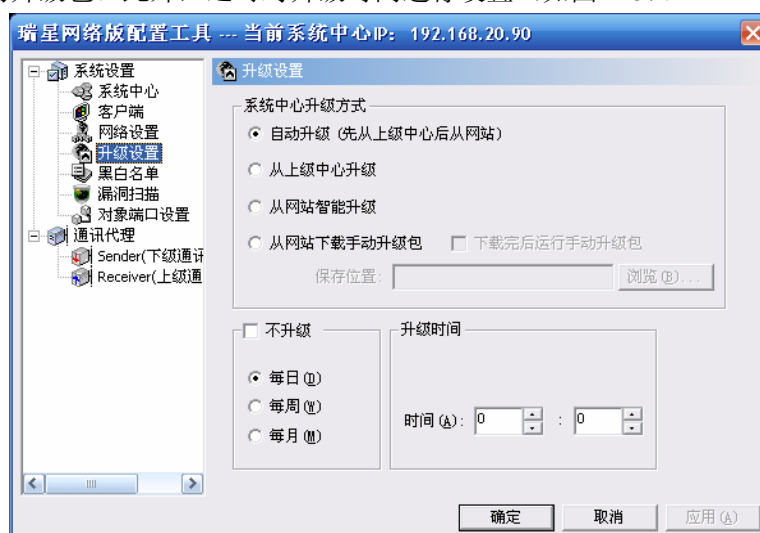 瑞星网络版配置工具 --- 当前系统中心IP: 192.168.20.90
系统设置
系统中心
客户端
网络设置
升级设置
黑白名单
漏洞扫描
对象端口设置
通讯代理
Sender(下级通讯
Receiver(上级通
升级设置
系统中心升级方式
自动升级 (先从上级中心后从网站)
从上级中心升级
从网站智能升级
从网站下载手动升级包 下载完后运行手动升级包
保存位置: 浏览(B)...
不升级
每日(D)
每周(W)
每月(M)
升级时间
时间(A): 0 : 0
确定 取消 应用(A)